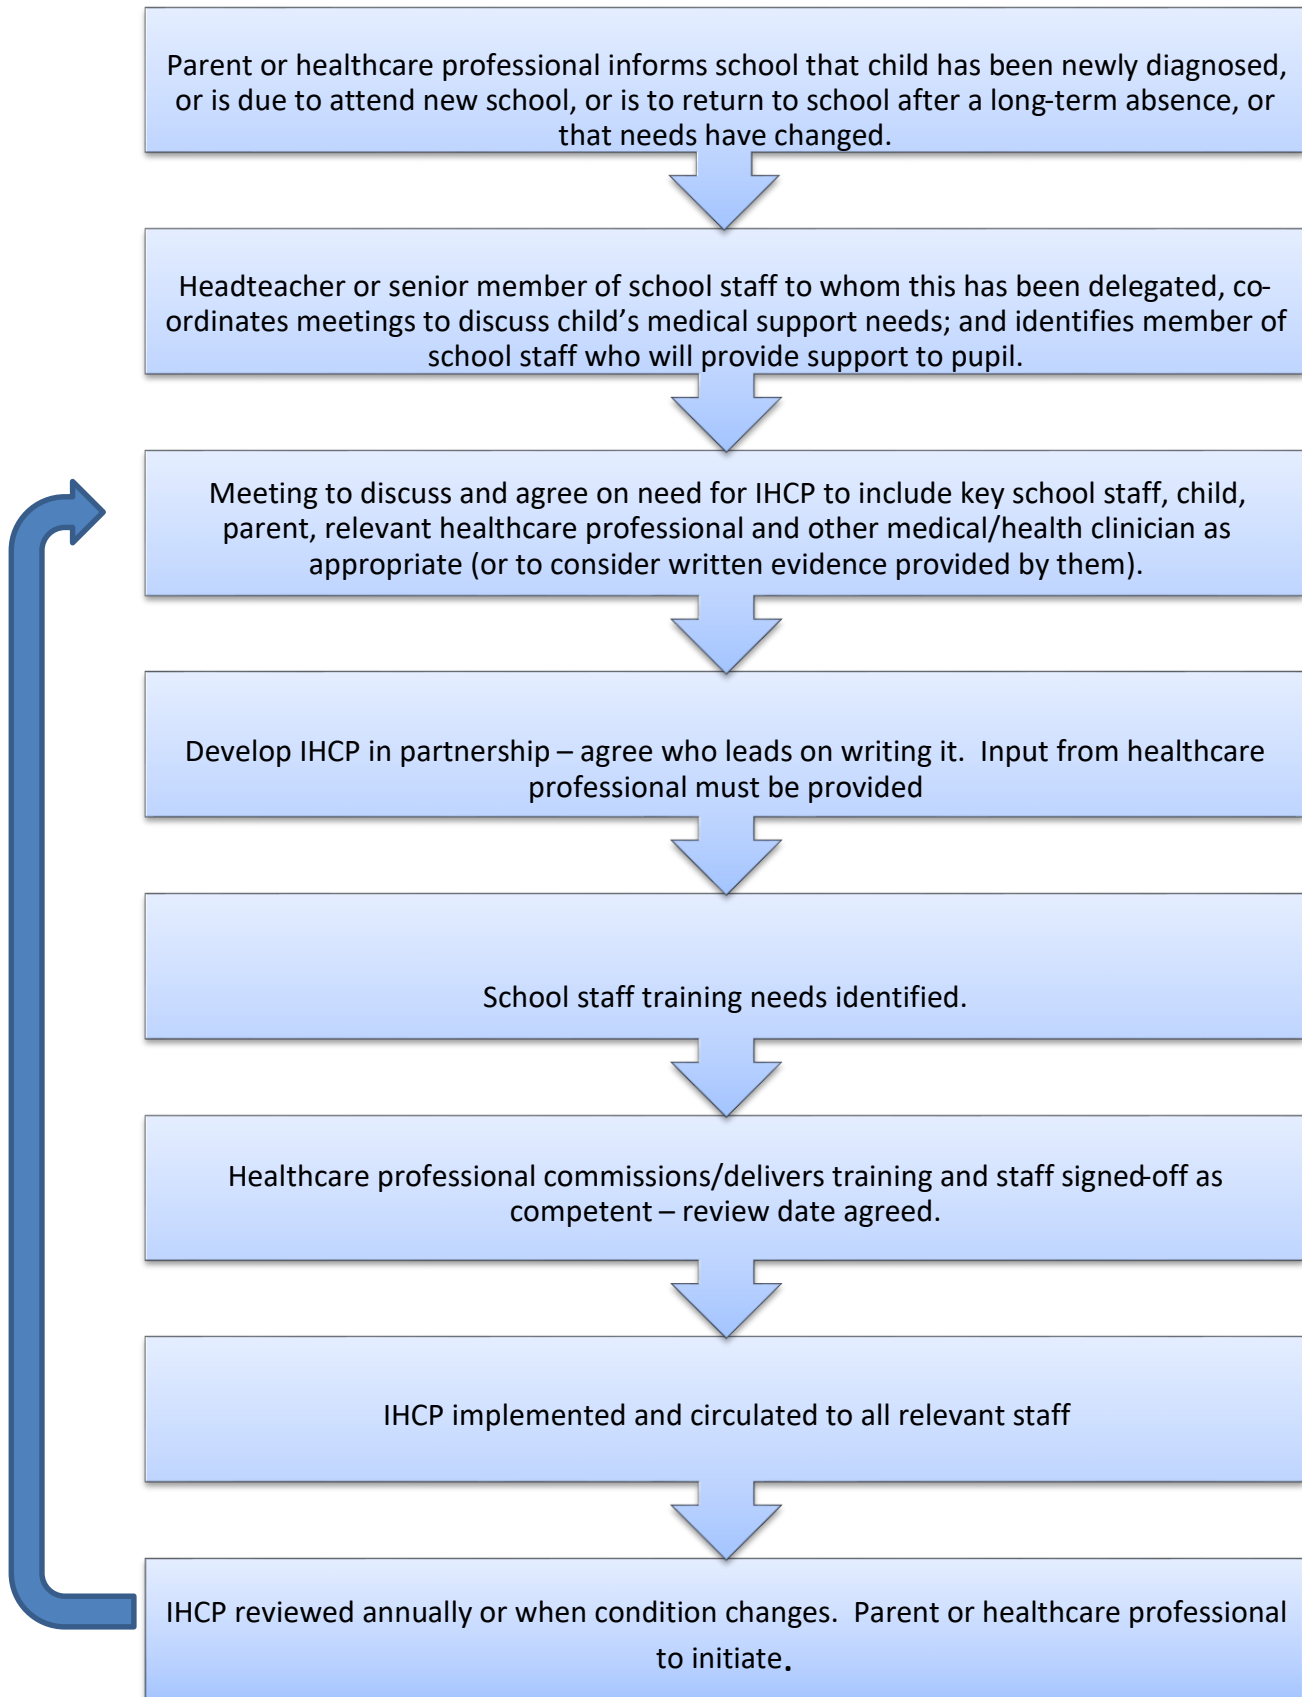 Parent or healthcare professional informs school that child has been newly diagnosed,
or is due to attend new school, or is to return to school after a long-term absence, or
that needs have changed.
Headteacher or senior member of school staff to whom this has been delegated, co-
ordinates meetings to discuss child’s medical support needs; and identifies member of
school staff who will provide support to pupil.
Meeting to discuss and agree on need for IHCP to include key school staff, child,
parent, relevant healthcare professional and other medical/health clinician as
appropriate (or to consider written evidence provided by them).
Develop IHCP in partnership – agree who leads on writing it.  Input from healthcare
professional must be provided
School staff training needs identified.
Healthcare professional commissions/delivers training and staff signed-off as
competent – review date agreed.
IHCP implemented and circulated to all relevant staff
IHCP reviewed annually or when condition changes.  Parent or healthcare professional
to initiate.